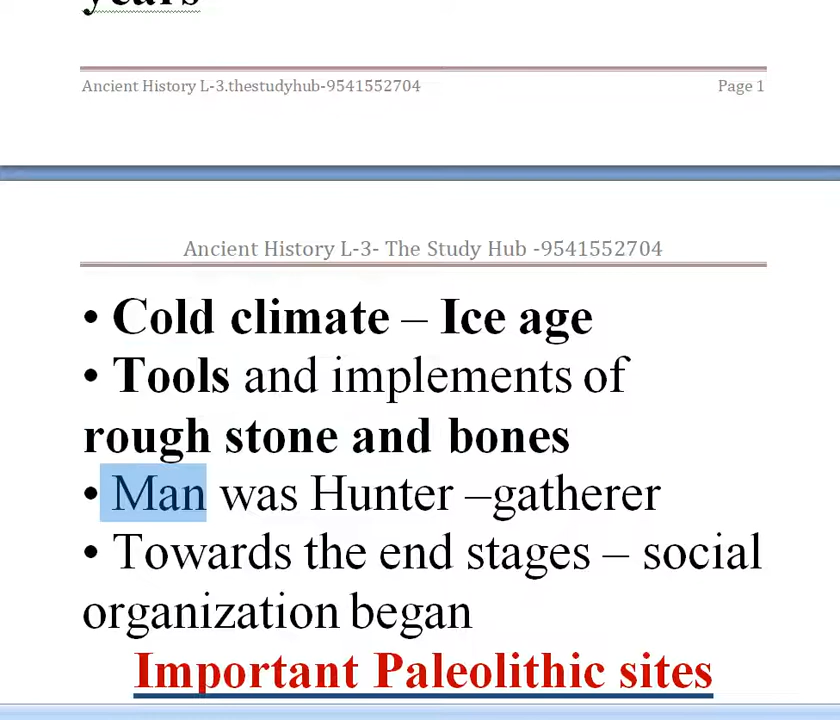 years
Ancient History L-3.thestudyhub-9541552704 Page 1
Ancient History L-3- The Study Hub -9541552704
• Cold climate – Ice age
• Tools and implements of
rough stone and bones
• Man was Hunter –gatherer
• Towards the end stages – social
organization began
Important Paleolithic sites